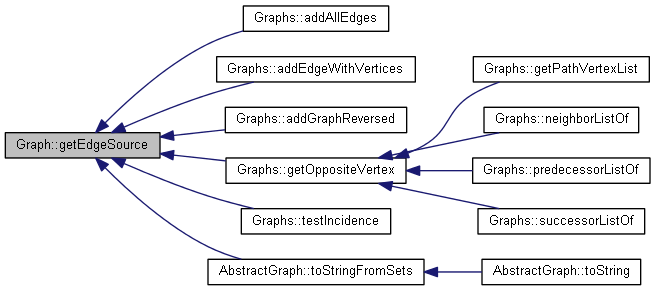 Graph::getEdgeSource
Graphs::addAllEdges
Graphs::addEdgeWithVertices
Graphs::addGraphReversed
Graphs::getOppositeVertex
Graphs::testIncidence
AbstractGraph::toStringFromSets
Graphs::getPathVertexList
Graphs::neighborListOf
Graphs::predecessorListOf
Graphs::successorListOf
AbstractGraph::toString